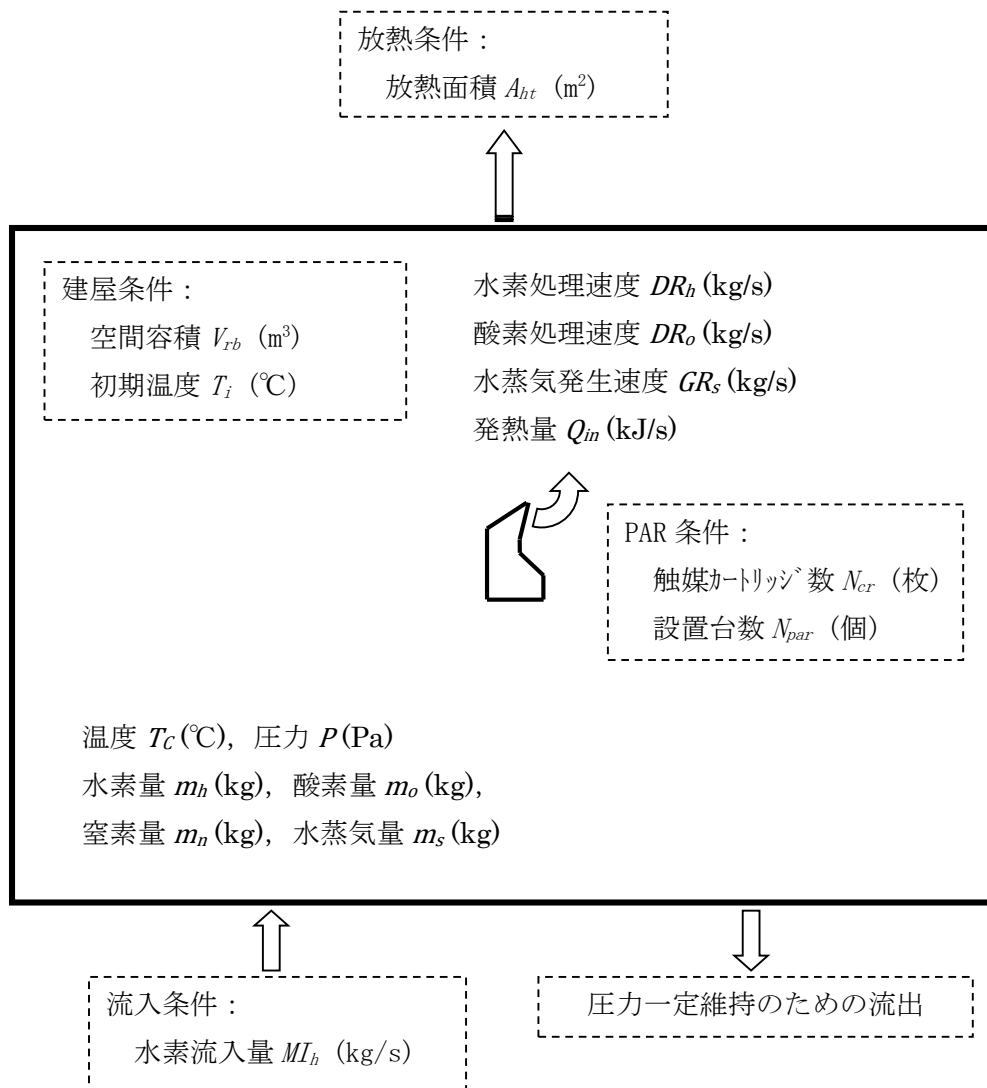 放熱条件：
放熱面積 Aht (m²)
建屋条件：
空間容積 Vrb (m³)
初期温度 Ti (℃)
水素処理速度 DRh (kg/s)
酸素処理速度 DRo (kg/s)
水蒸気発生速度 GRs (kg/s)
発熱量 Qin (kJ/s)
PAR 条件：
触媒ｶｰﾄﾘｯｼﾞ数 Ncr (枚)
設置台数 Npar (個)
温度 TC (℃), 圧力 P (Pa)
水素量 mh (kg), 酸素量 mo (kg),
窒素量 mn (kg), 水蒸気量 ms (kg)
流入条件：
水素流入量 MIh (kg/s)
圧力一定維持のための流出